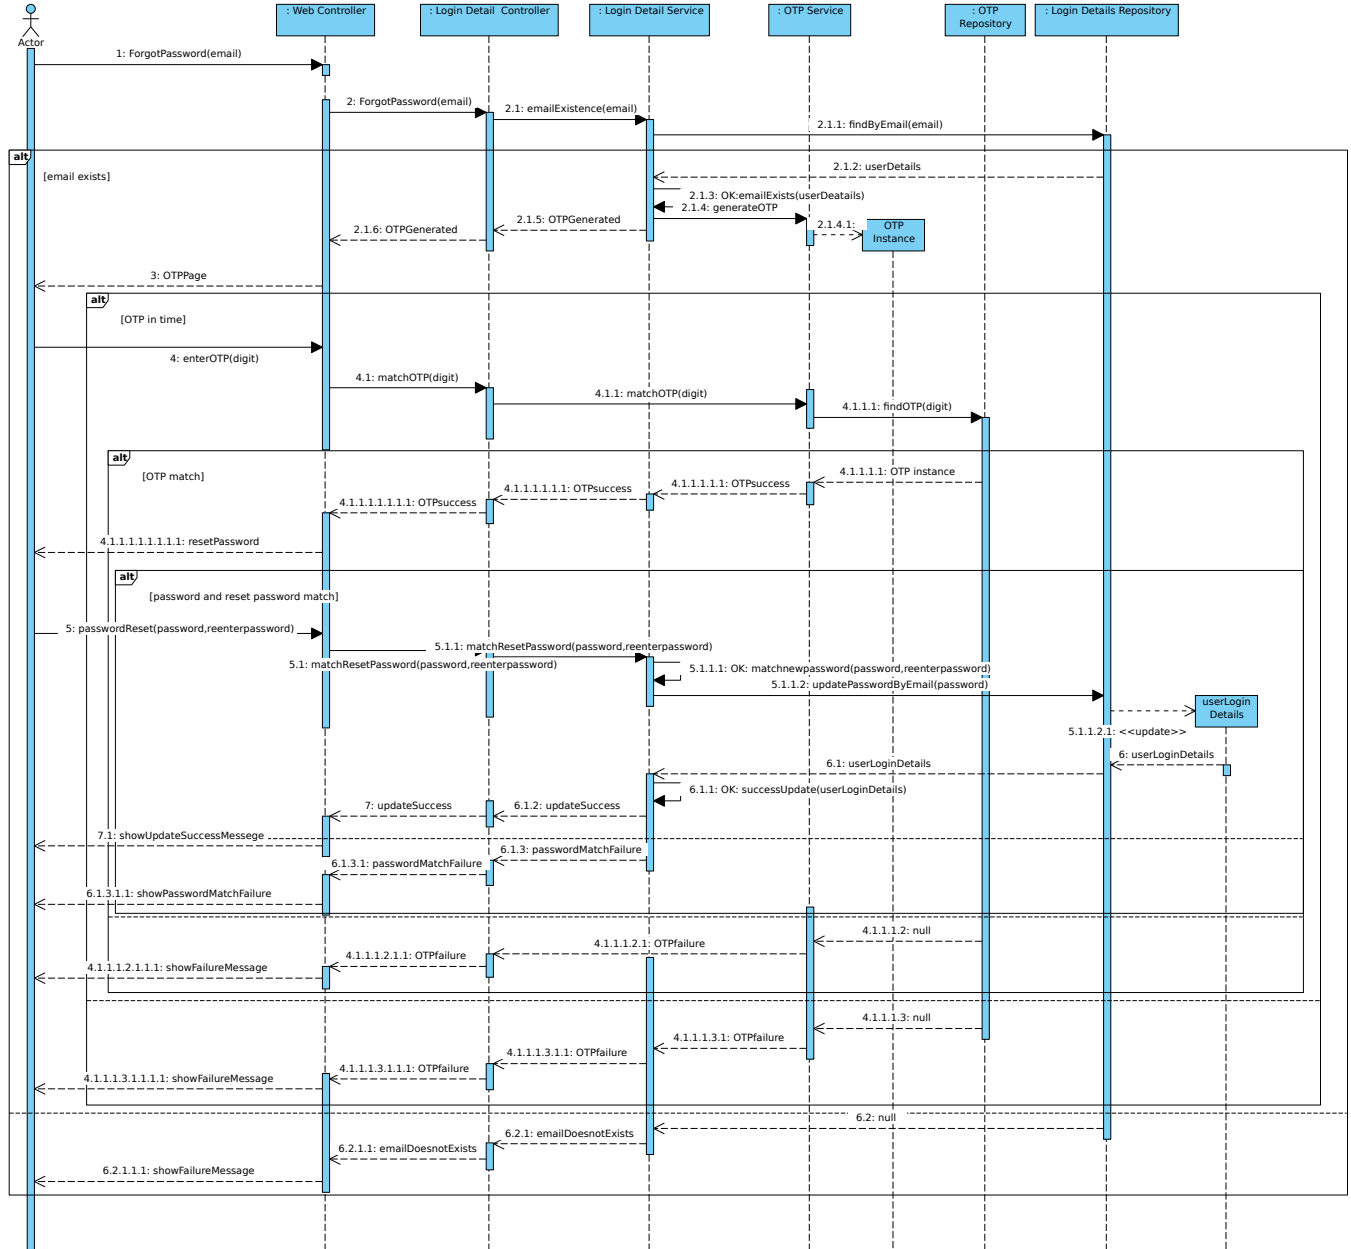 : Web Controller
: Login Detail  Controller
: Login Detail Service
: OTP Service
: OTP
Repository
: Login Details Repository
Actor
1: ForgotPassword(email)
2: ForgotPassword(email)
2.1: emailExistence(email)
2.1.1: findByEmail(email)
alt
[email exists]
2.1.2: userDetails
2.1.3: OK:emailExists(userDeatails)
2.1.4: generateOTP
2.1.4.1:
OTP
Instance
2.1.5: OTPGenerated
2.1.6: OTPGenerated
3: OTPPage
alt
[OTP in time]
4: enterOTP(digit)
4.1: matchOTP(digit)
4.1.1: matchOTP(digit)
4.1.1.1: findOTP(digit)
alt
[OTP match]
4.1.1.1.1: OTP instance
4.1.1.1.1.1: OTPsuccess
4.1.1.1.1.1.1: OTPsuccess
4.1.1.1.1.1.1.1: OTPsuccess
4.1.1.1.1.1.1.1.1: resetPassword
alt
[password and reset password match]
5: passwordReset(password,reenterpassword)
5.1.1: matchResetPassword(password,reenterpassword)
5.1: matchResetPassword(password,reenterpassword)
5.1.1.1: OK: matchnewpassword(password,reenterpassword)
5.1.1.2: updatePasswordByEmail(password)
userLogin
Details
5.1.1.2.1: <<update>>
6: userLoginDetails
6.1: userLoginDetails
6.1.1: OK: successUpdate(userLoginDetails)
6.1.2: updateSuccess
7: updateSuccess
7.1: showUpdateSuccessMessege
6.1.3: passwordMatchFailure
6.1.3.1: passwordMatchFailure
6.1.3.1.1: showPasswordMatchFailure
4.1.1.1.2: null
4.1.1.1.2.1: OTPfailure
4.1.1.1.2.1.1: OTPfailure
4.1.1.1.2.1.1.1: showFailureMessage
4.1.1.1.3: null
4.1.1.1.3.1: OTPfailure
4.1.1.1.3.1.1: OTPfailure
4.1.1.1.3.1.1.1: OTPfailure
4.1.1.1.3.1.1.1.1: showFailureMessage
6.2: null
6.2.1: emailDoesnotExists
6.2.1.1: emailDoesnotExists
6.2.1.1.1: showFailureMessage